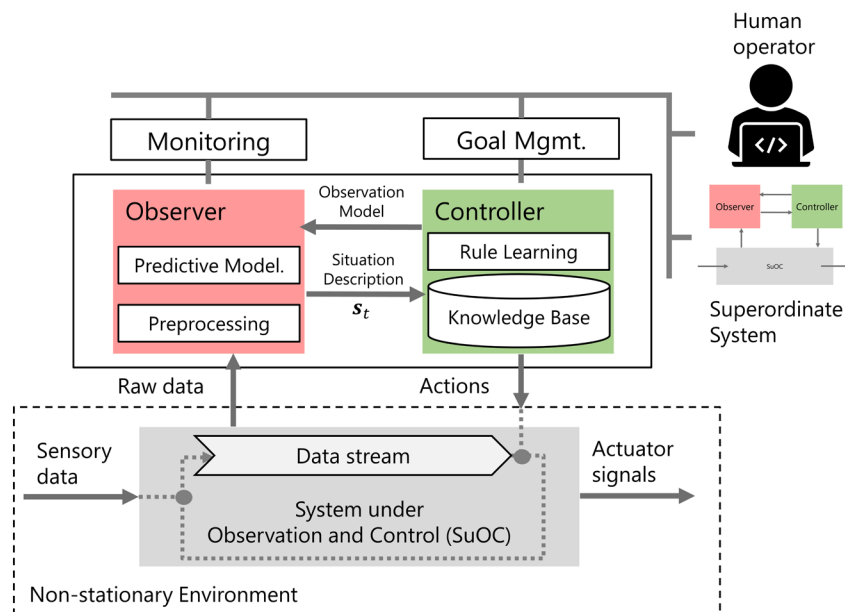 Human
operator
</>
Monitoring
Goal Mgmt.
Observer
Observation
Model
Controller
Predictive Model.
Situation
Description
s_t
Rule Learning
Preprocessing
Knowledge Base
Observer
Controller
SuOC
Superordinate
System
Raw data
Actions
Sensory
data
Data stream
Actuator
signals
System under
Observation and Control (SuOC)
Non-stationary Environment